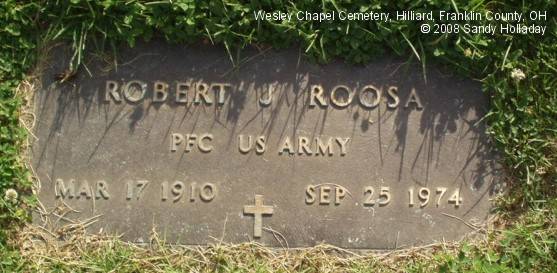 Wesley Chapel Cemetery, Hilliard, Franklin County, OH
© 2008 Sandy Holladay
ROBERT J ROOSA
PFC US ARMY
MAR 17 1910 SEP 25 1974